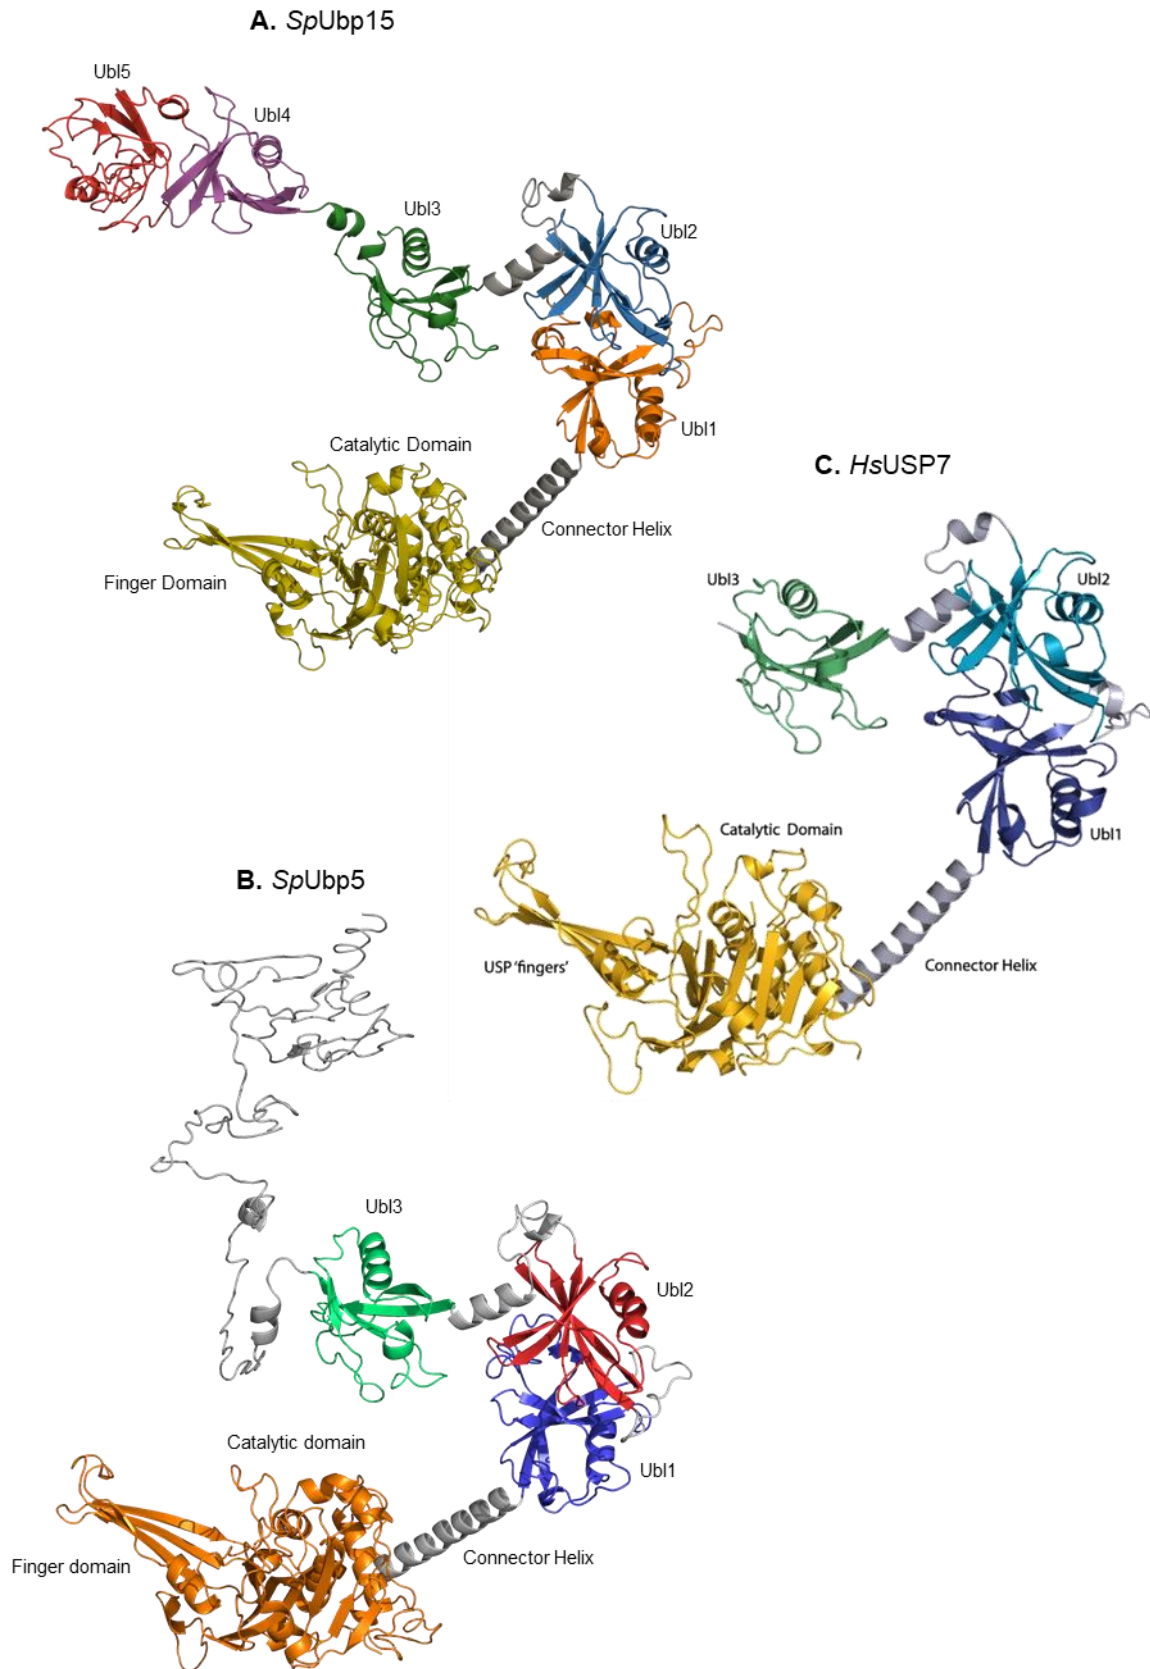 A. SpUbp15
Ubl5
Ubl4
Ubl3
Ubl2
Ubl1
Catalytic Domain
Connector Helix
Finger Domain
C. HsUSP7
Ubl3
Ubl2
Ubl1
Catalytic Domain
USP 'fingers'
Connector Helix
B. SpUbp5
Ubl3
Ubl2
Ubl1
Catalytic domain
Connector Helix
Finger domain